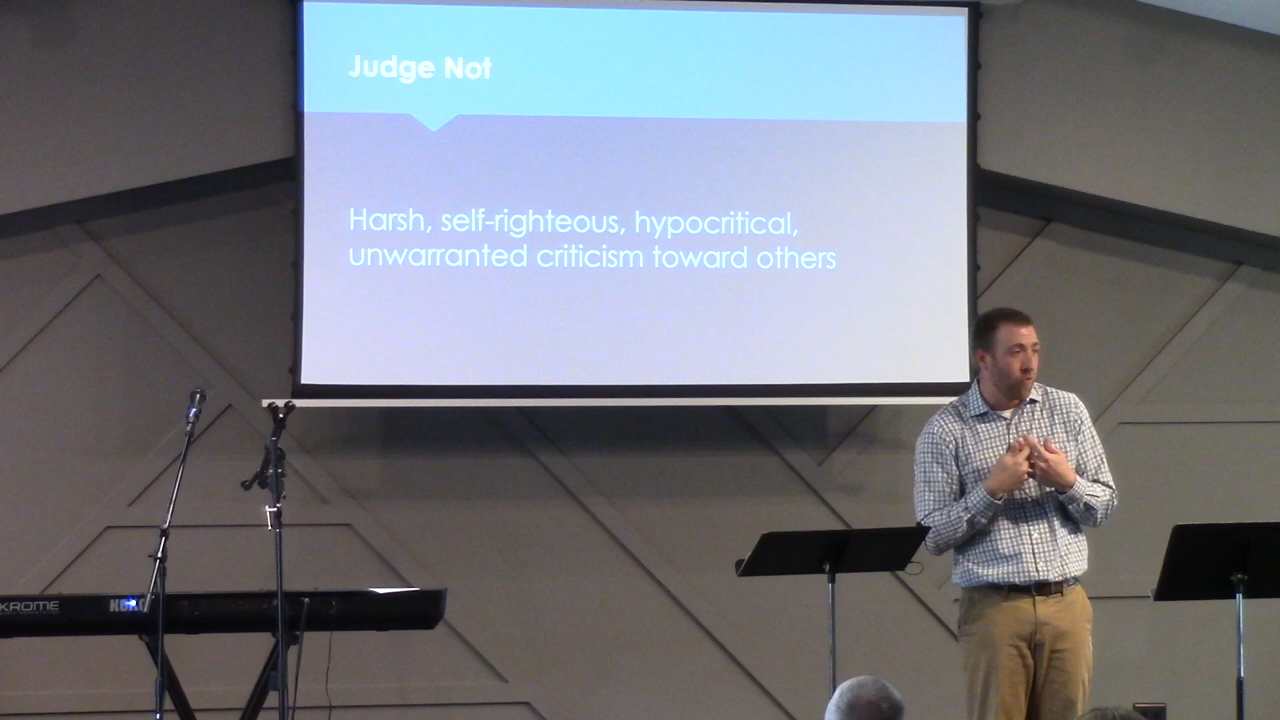 Judge Not
Harsh, self-righteous, hypocritical,
unwarranted criticism toward others
KROME
KORG